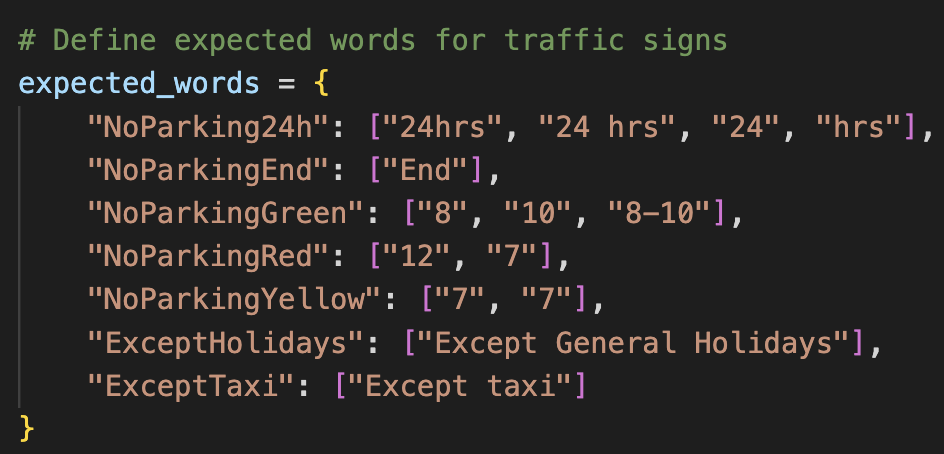 # Define expected words for traffic signs
expected_words = {
    "NoParking24h": ["24hrs", "24 hrs", "24", "hrs"],
    "NoParkingEnd": ["End"],
    "NoParkingGreen": ["8", "10", "8-10"],
    "NoParkingRed": ["12", "7"],
    "NoParkingYellow": ["7", "7"],
    "ExceptHolidays": ["Except General Holidays"],
    "ExceptTaxi": ["Except taxi"]
}